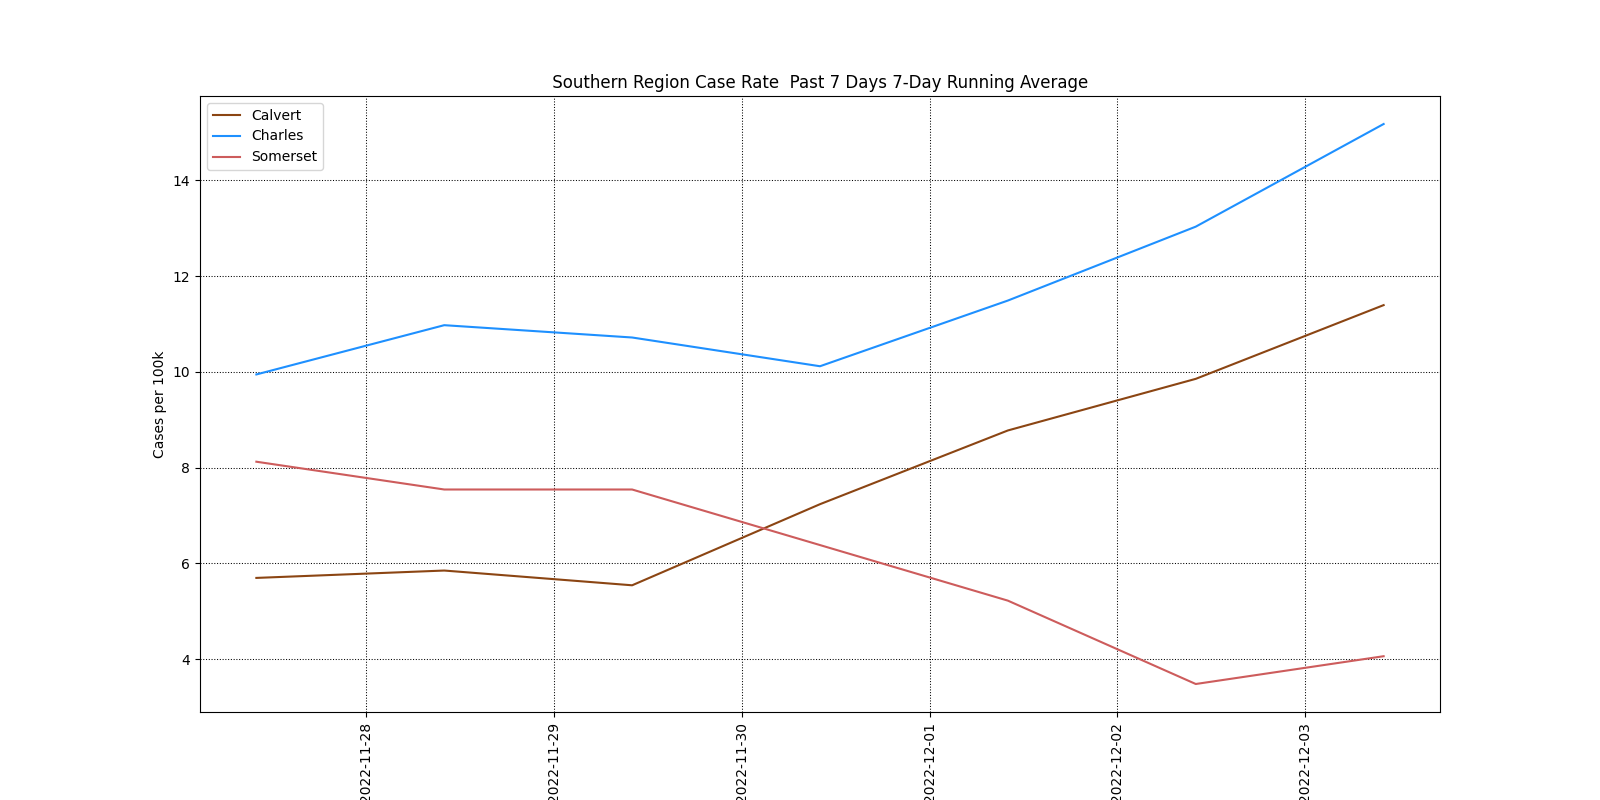 Southern Region Case Rate  Past 7 Days 7-Day Running Average
Calvert
Charles
Somerset
14
12
10
8
6
4
Cases per 100k
2022-11-28
2022-11-29
2022-11-30
2022-12-01
2022-12-02
2022-12-03